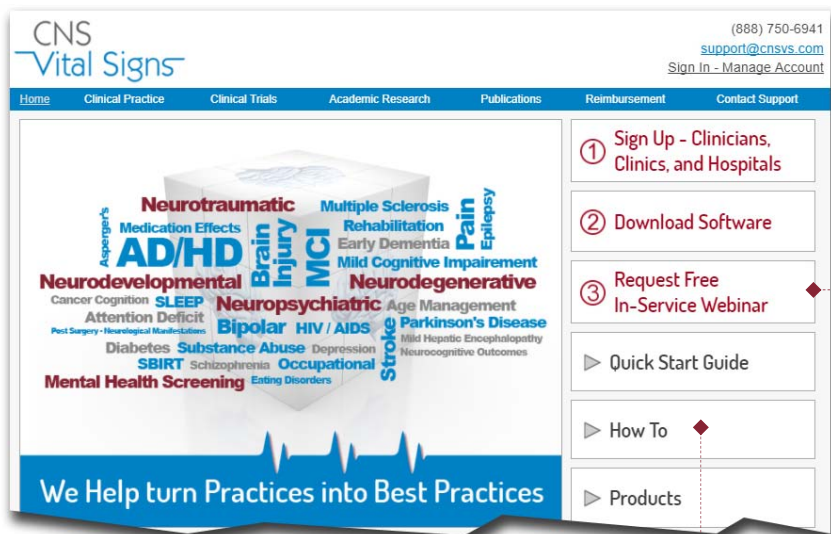 CNS
Vital Signs
(888) 750-6941
support@cnsvs.com
Sign In - Manage Account
Home Clinical Practice Clinical Trials Academic Research Publications Reimbursement Contact Support
Neurotraumatic
Multiple Sclerosis
Pain
Epilepsy
Asperger's
Medication Effects
Brain
Injury
MCI
Rehabilitation
AD/HD
Early Dementia
Mild Cognitive Impairement
Neurodevelopmental
Neurodegenerative
Cancer Cognition
SLEEP
Neuropsychiatric
Age Management
Attention Deficit
Post Surgery - Neurological Manifestations
Bipolar
HIV / AIDS
Stroke
Parkinson's Disease
Mild Hepatic Encephalopathy
Diabetes
Substance Abuse
Depression
Neurocognitive Outcomes
SBIRT
Schizophrenia
Occupational
Mental Health Screening
Eating Disorders
We Help turn Practices into Best Practices
1 Sign Up - Clinicians,
Clinics, and Hospitals
2 Download Software
3 Request Free
In-Service Webinar
Quick Start Guide
How To
Products